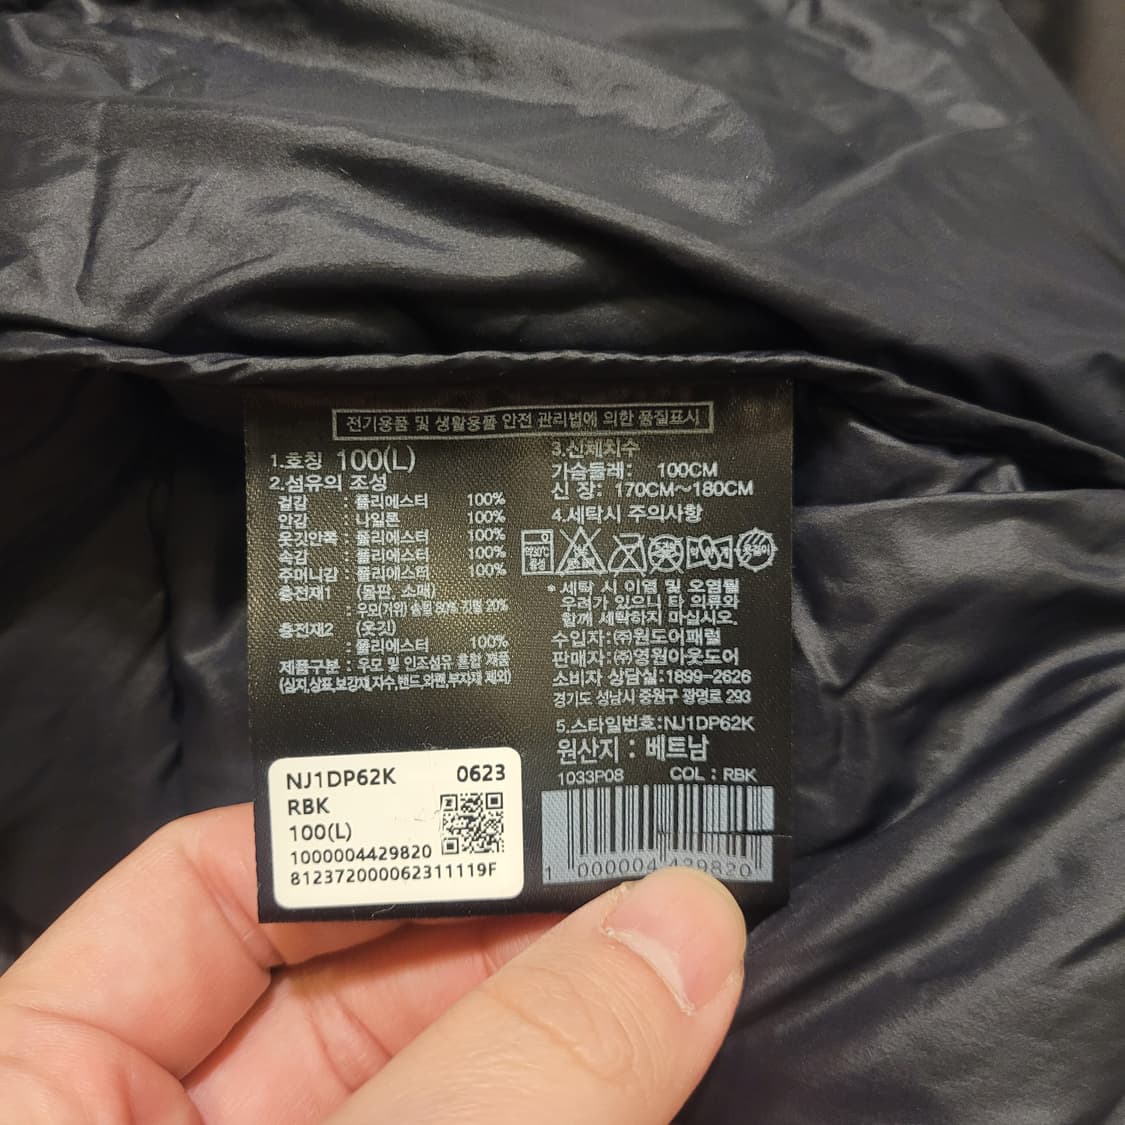 전기용품 및 생활용품 안전 관리법에 의한 품질표시
1.호칭 100(L)
2.섬유의 조성
겉감 : 폴리에스터 100%
안감 : 나일론 100%
옷깃안쪽 : 폴리에스터 100%
속감 : 폴리에스터 100%
주머니감 : 폴리에스터 100%
충전재1 (몸판, 소매)
: 우모(거위) 솜털 80% 깃털 20%
충전재2 (옷깃)
: 폴리에스터 100%
제품구분 : 우모 및 인조섬유 혼합 제품
(심지,상표,보강재,자수,밴드,와펜,부자재 제외)
3.신체치수
가슴둘레: 100CM
신 장: 170CM~180CM
4.세탁시 주의사항
약30℃
중성
옷걸이
* 세탁 시 이염 및 오염될
우려가 있으니 타 의류와
함께 세탁하지 마십시오.
수입자:㈜원도어패럴
판매자:㈜영원아웃도어
소비자 상담실:1899-2626
경기도 성남시 중원구 광명로 293
5.스타일번호:NJ1DP62K
원산지 : 베트남
1033P08 COL : RBK
1 000004 429820
NJ1DP62K 0623
RBK
100(L)
1000004429820
812372000062311119F